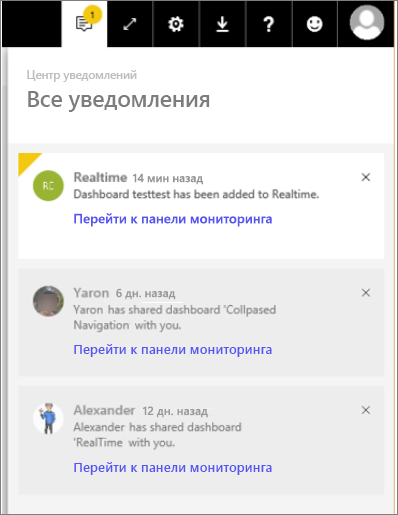 1
?
Центр уведомлений
Все уведомления
RC
Realtime 14 мин назад
Dashboard testtest has been added to Realtime.
Перейти к панели мониторинга
Yaron 6 дн. назад
Yaron has shared dashboard 'Collpased
Navigation with you.
Перейти к панели мониторинга
Alexander 12 дн. назад
Alexander has shared dashboard
'RealTime with you.
Перейти к панели мониторинга